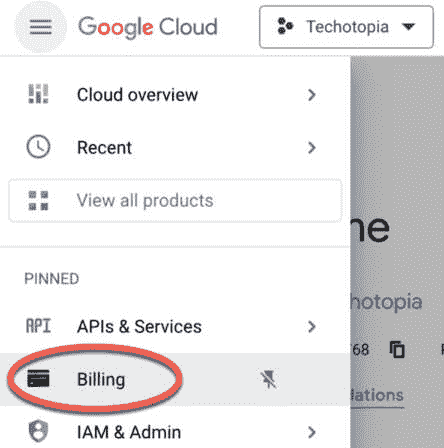 Google Cloud
Techotopia
Cloud overview
Recent
View all products
PINNED
API APIs & Services
Billing
IAM & Admin